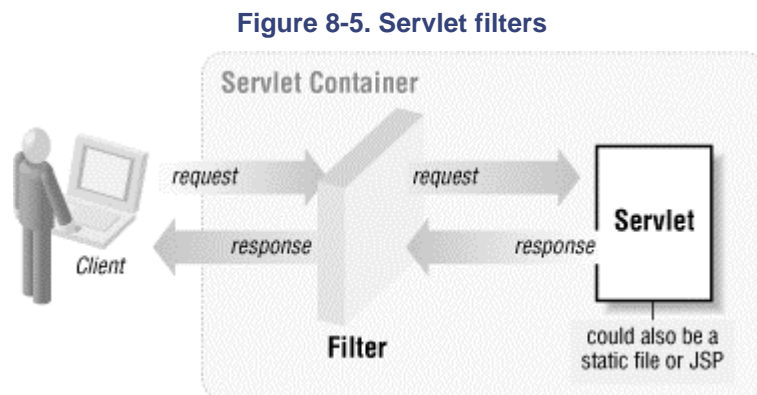 Figure 8-5. Servlet filters
Servlet Container
request
request
Servlet
response
response
Client
Filter
could also be a
static file or JSP